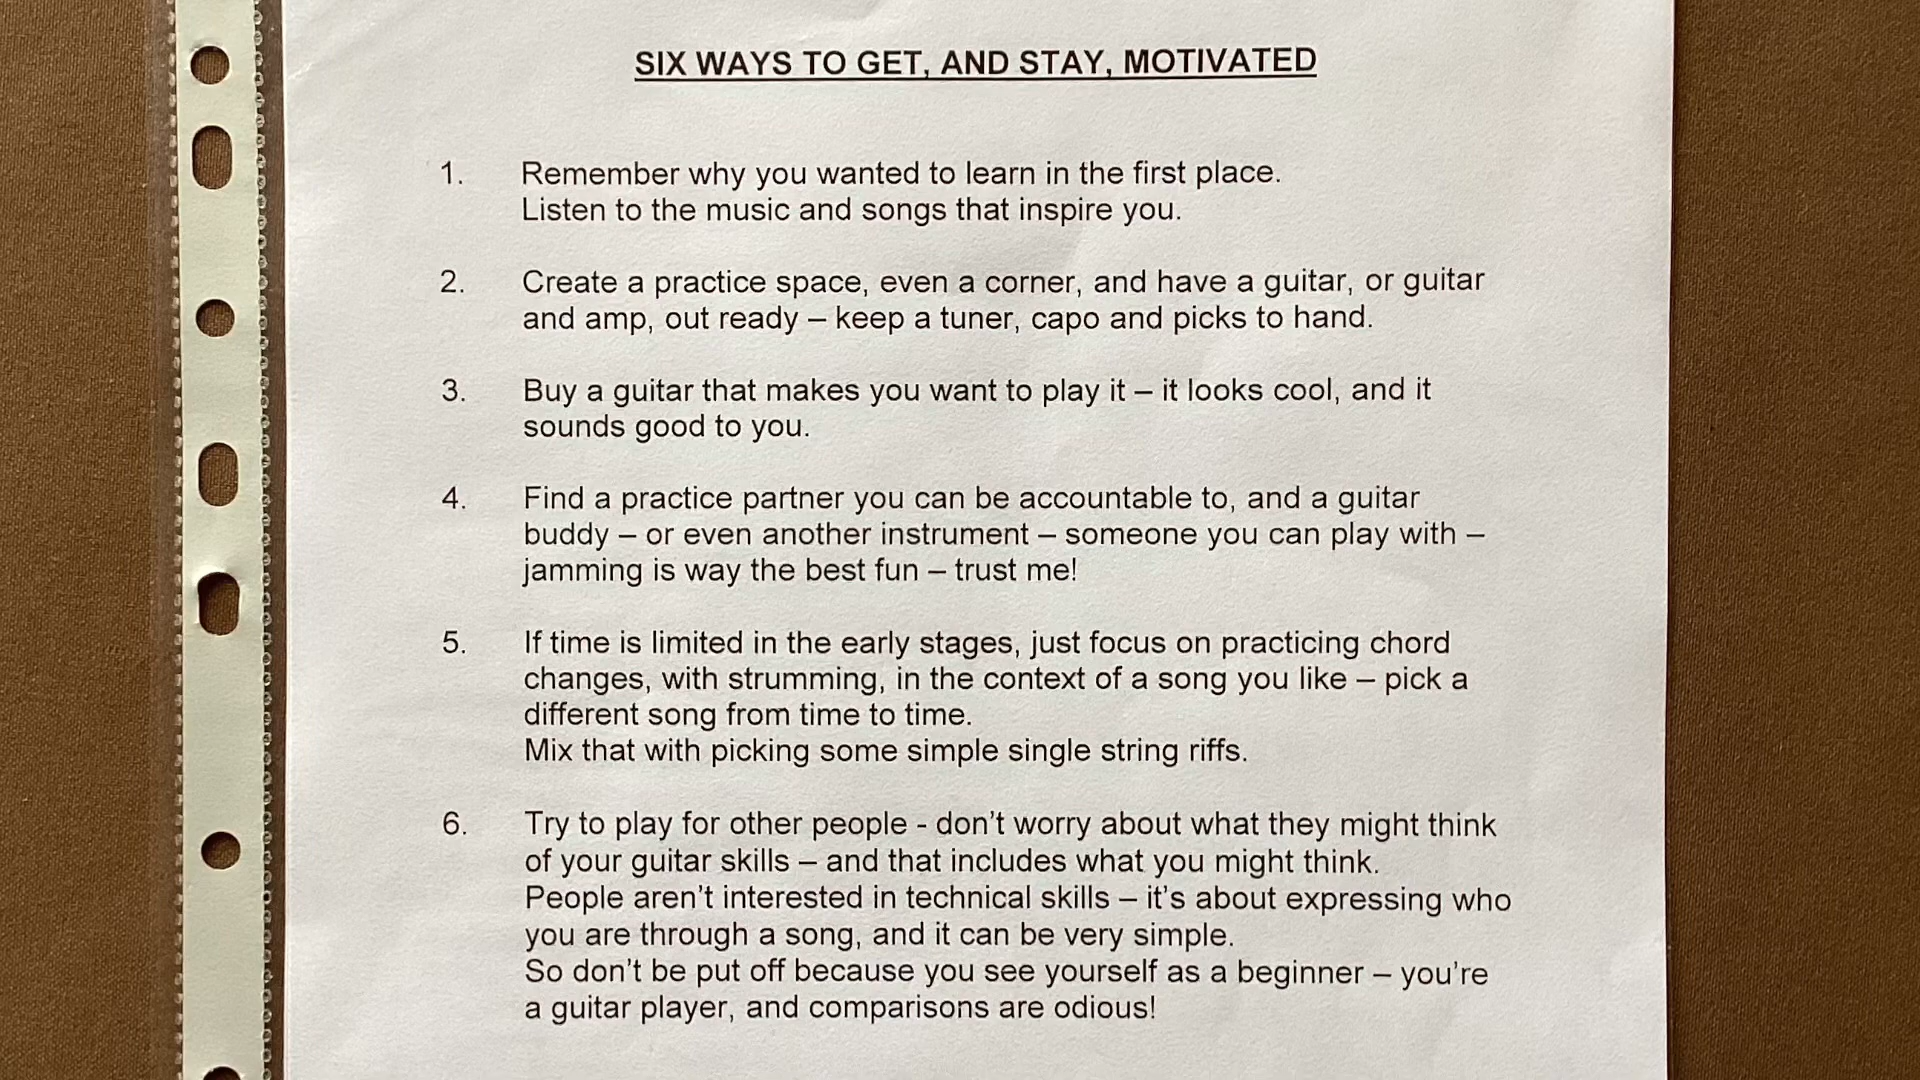 SIX WAYS TO GET, AND STAY, MOTIVATED
1. Remember why you wanted to learn in the first place.
Listen to the music and songs that inspire you.
2. Create a practice space, even a corner, and have a guitar, or guitar
and amp, out ready – keep a tuner, capo and picks to hand.
3. Buy a guitar that makes you want to play it – it looks cool, and it
sounds good to you.
4. Find a practice partner you can be accountable to, and a guitar
buddy – or even another instrument – someone you can play with –
jamming is way the best fun – trust me!
5. If time is limited in the early stages, just focus on practicing chord
changes, with strumming, in the context of a song you like – pick a
different song from time to time.
Mix that with picking some simple single string riffs.
6. Try to play for other people - don’t worry about what they might think
of your guitar skills – and that includes what you might think.
People aren’t interested in technical skills – it’s about expressing who
you are through a song, and it can be very simple.
So don’t be put off because you see yourself as a beginner – you’re
a guitar player, and comparisons are odious!